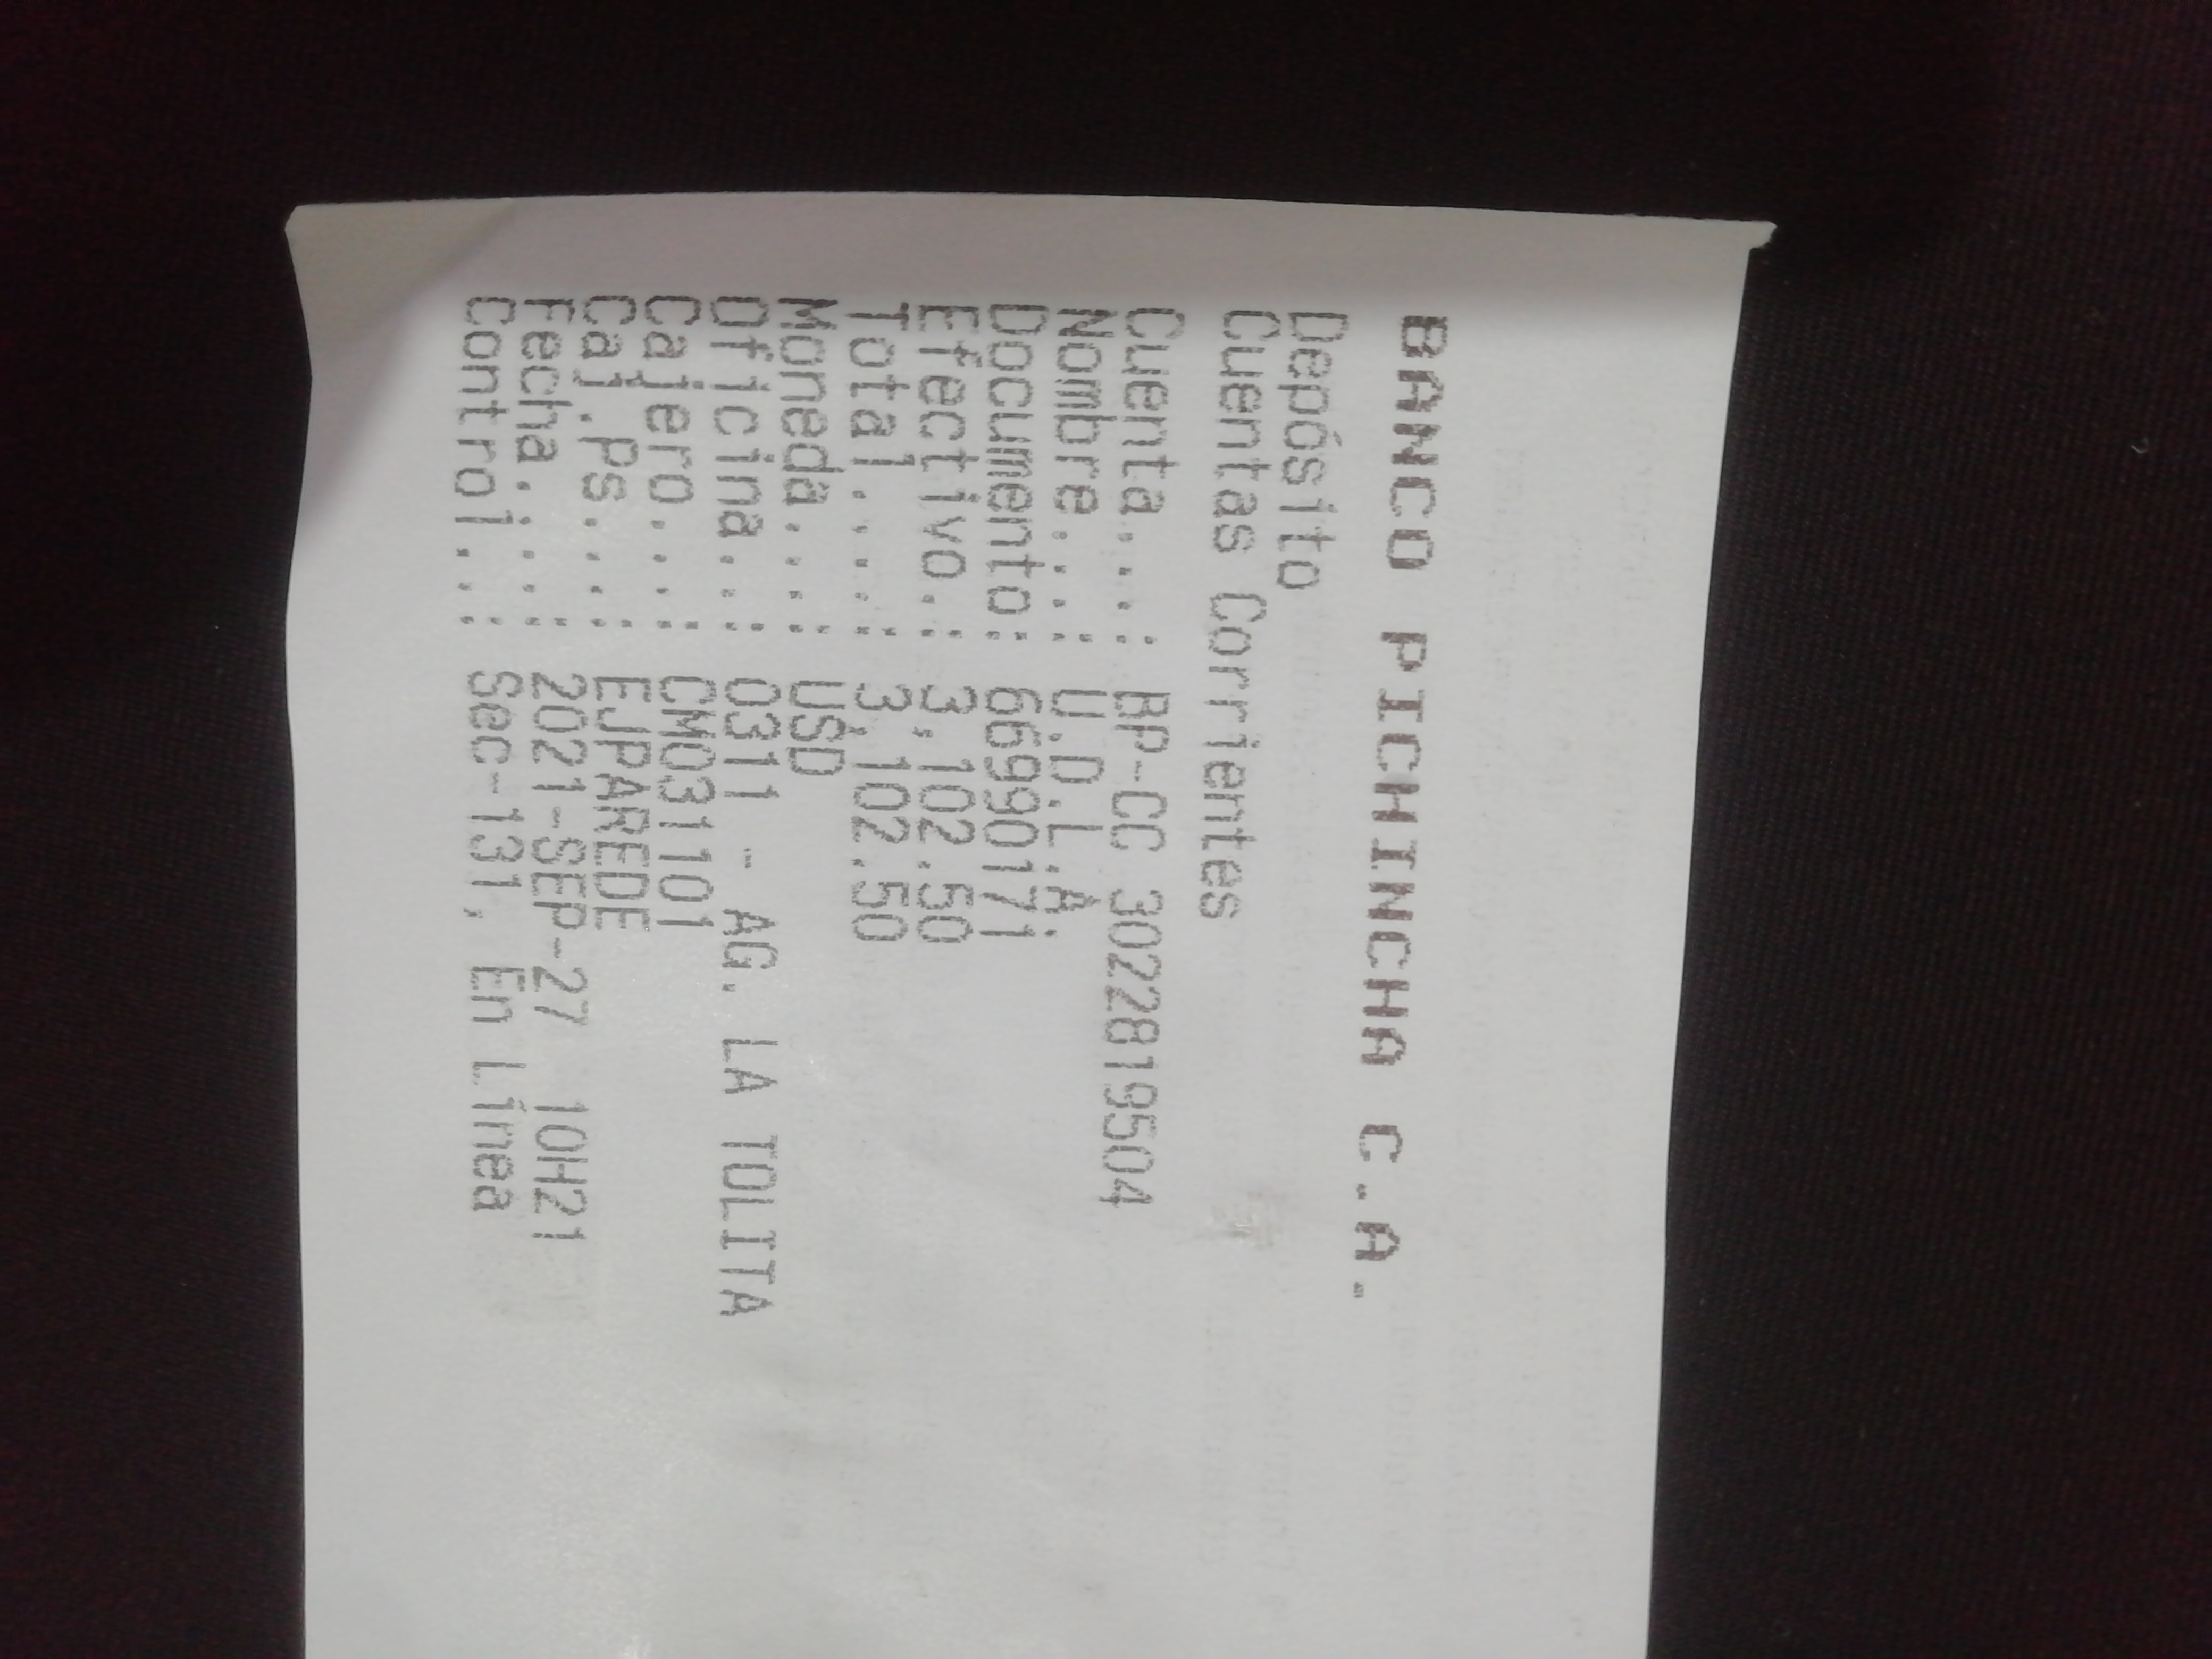 BANCO PICHINCHA C.A.
Depósito
Cuentas Corrientes
Cuenta....: BP-CC 3022819504
Nombre....: U.D.L.A.
Documento.: 66990171
Efectivo..: 3,102.50
Total.....: 3,102.50
Moneda....: USD
Oficina...: 0311 - AG. LA TOLITA
Cajero....: CM031101
Caj.ps....: EJPAREDE
Fecha.....: 2021-SEP-27 10H21
Control...: Sec-131, En Línea